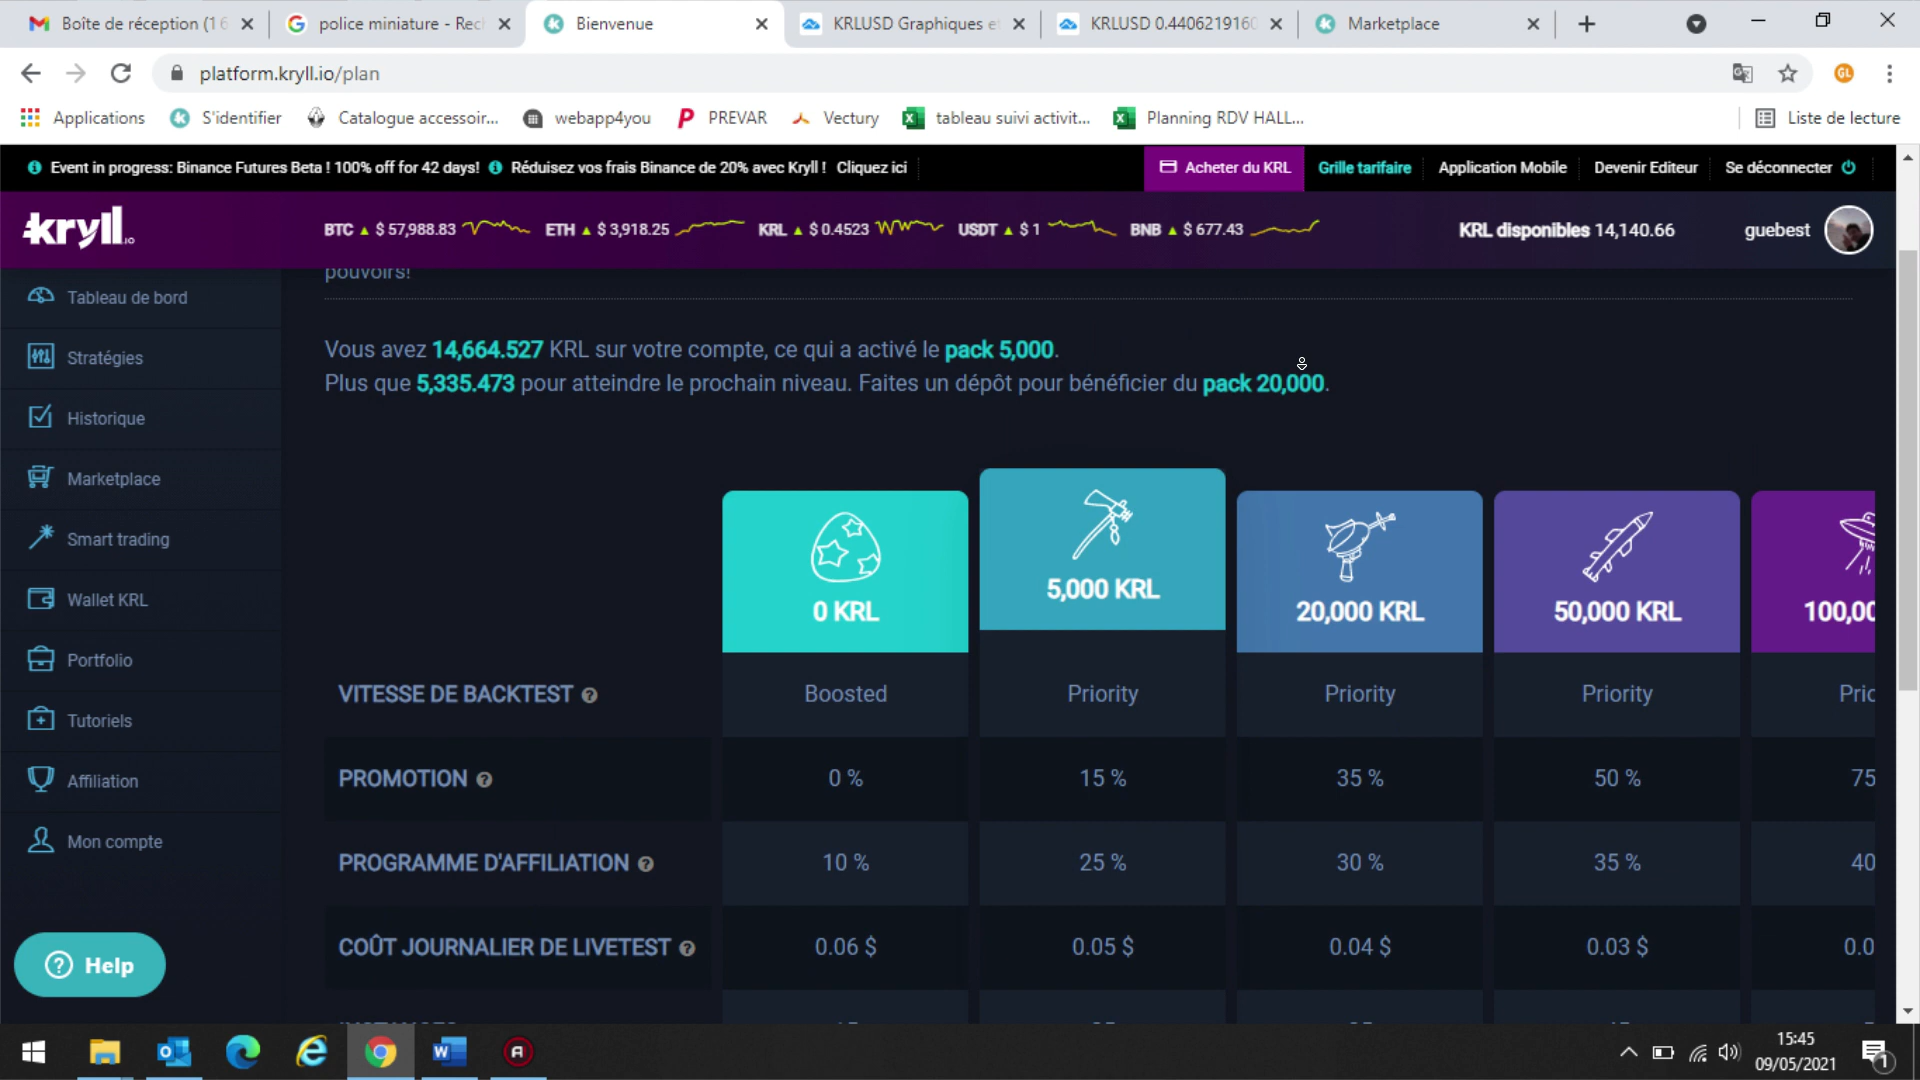 Boîte de réception (1 6
police miniature - Rech
Bienvenue
KRLUSD Graphiques et
KRLUSD 0.4406219160
Marketplace
platform.kryll.io/plan
GL
Applications
S'identifier
Catalogue accessoir...
webapp4you
PREVAR
Vectury
tableau suivi activit...
Planning RDV HALL...
Liste de lecture
Event in progress: Binance Futures Beta ! 100% off for 42 days!
Réduisez vos frais Binance de 20% avec Kryll ! Cliquez ici
Acheter du KRL
Grille tarifaire
Application Mobile
Devenir Editeur
Se déconnecter
kryll.io
BTC ▲ $ 57,988.83
ETH ▲ $ 3,918.25
KRL ▲ $ 0.4523
USDT ▲ $ 1
BNB ▲ $ 677.43
KRL disponibles 14,140.66
guebest
pouvoirs!
Tableau de bord
Stratégies
Historique
Marketplace
Smart trading
Wallet KRL
Portfolio
Tutoriels
Affiliation
Mon compte
Help
Vous avez 14,664.527 KRL sur votre compte, ce qui a activé le pack 5,000.
Plus que 5,335.473 pour atteindre le prochain niveau. Faites un dépôt pour bénéficier du pack 20,000.
0 KRL
5,000 KRL
20,000 KRL
50,000 KRL
100,00
VITESSE DE BACKTEST ? Boosted Priority Priority Priority Pric
PROMOTION ? 0 % 15 % 35 % 50 % 75
PROGRAMME D'AFFILIATION ? 10 % 25 % 30 % 35 % 40
COÛT JOURNALIER DE LIVETEST ? 0.06 $ 0.05 $ 0.04 $ 0.03 $ 0.0
15:45
09/05/2021
1